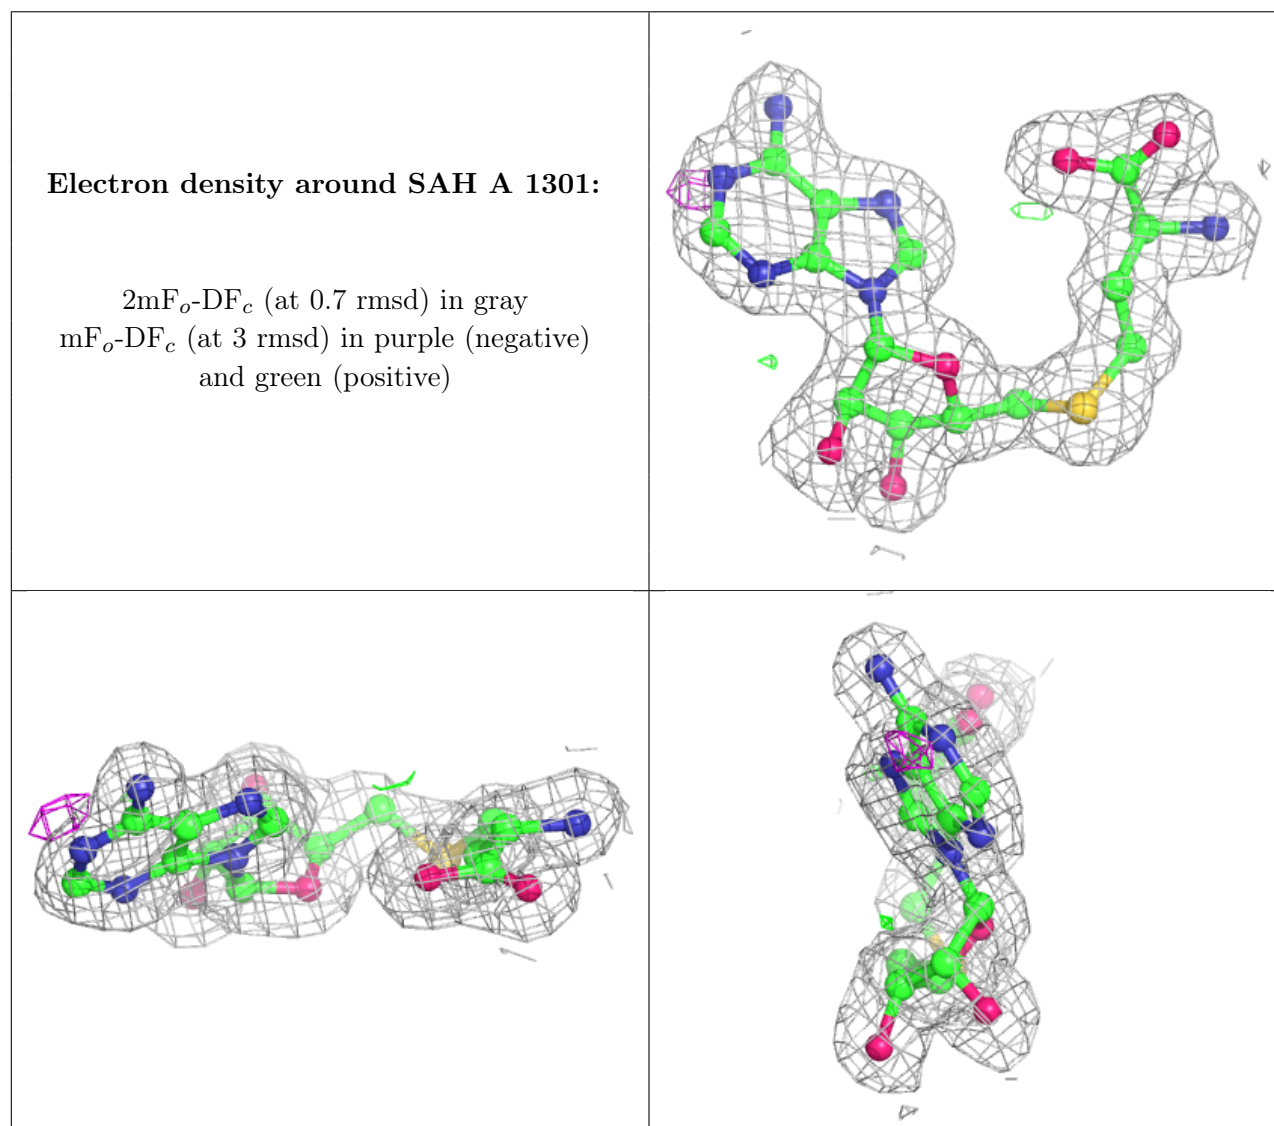 Electron density around SAH A 1301:
2mFo-DFc (at 0.7 rmsd) in gray
mFo-DFc (at 3 rmsd) in purple (negative)
and green (positive)